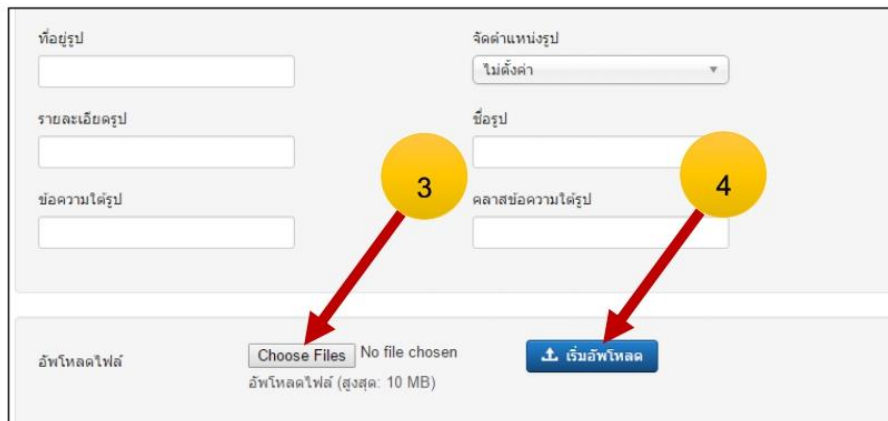 ที่อยู่รูป
จัดตำแหน่งรูป
ไม่ตั้งค่า
รายละเอียดรูป
ชื่อรูป
3
4
ข้อความใต้รูป
คลาสข้อความใต้รูป
อัพโหลดไฟล์
Choose Files No file chosen
เริ่มอัพโหลด
อัพโหลดไฟล์ (สูงสุด: 10 MB)